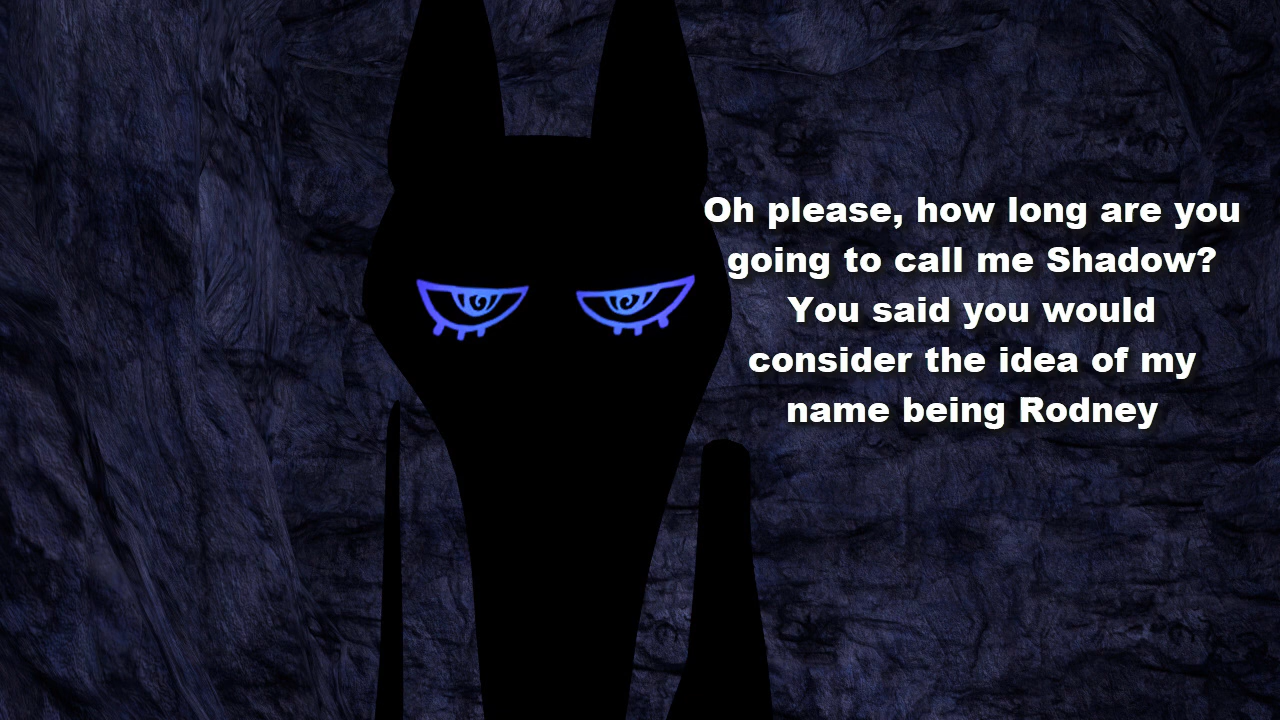 Oh please, how long are you
going to call me Shadow?
You said you would
consider the idea of my
name being Rodney